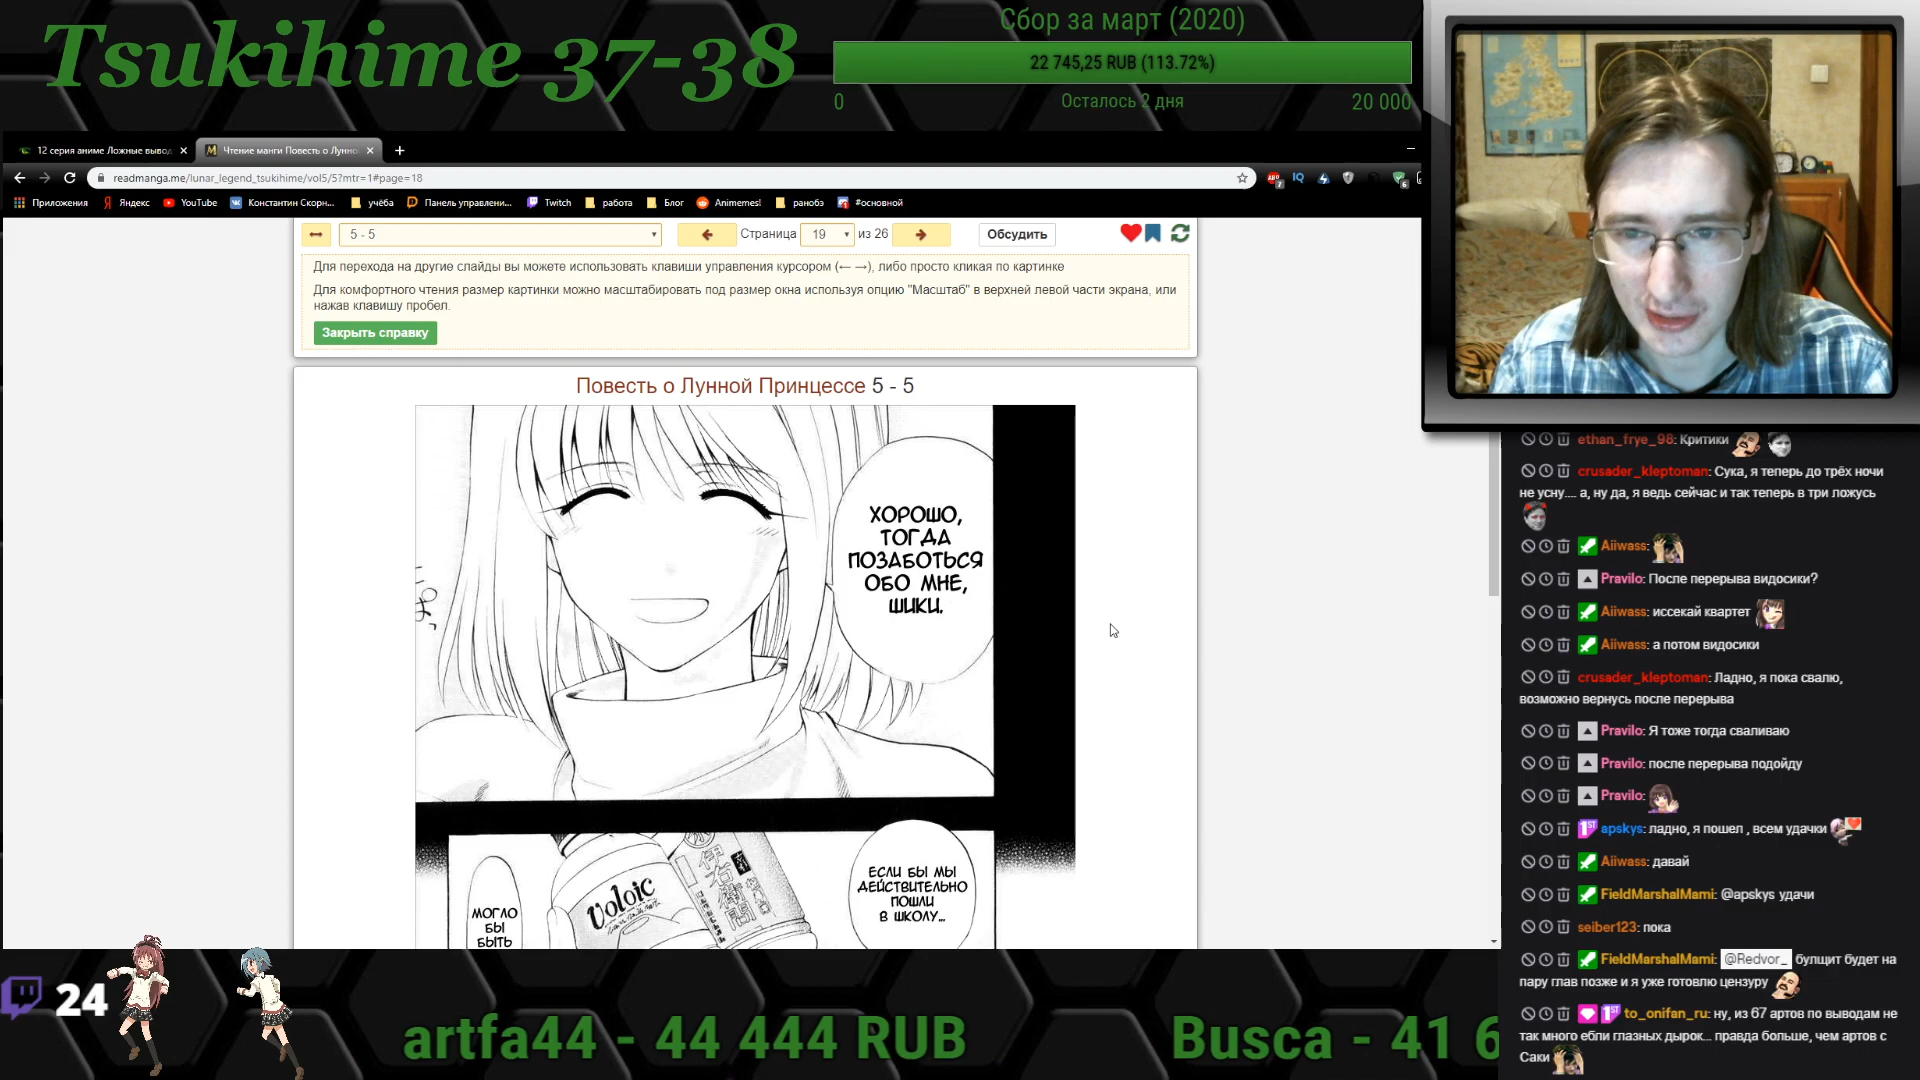 Tsukihime 37-38
Сбор за март (2020)
22 745,25 RUB (113.72%)
0
Осталось 2 дня
20 000
12 серия аниме Ложные вывод
Чтение манги Повесть о Лунно
readmanga.me/lunar_legend_tsukihime/vol5/5?mtr=1#page=18
Приложения
Яндекс
YouTube
Константин Скорн...
учёба
Панель управлени...
Twitch
работа
Блог
Animemes!
ранобэ
#основной
5 - 5
Страница
19
из 26
Обсудить
Для перехода на другие слайды вы можете использовать клавиши управления курсором (← →), либо просто кликая по картинке
Для комфортного чтения размер картинки можно масштабировать под размер окна используя опцию "Масштаб" в верхней левой части экрана, или
нажав клавишу пробел.
Закрыть справку
Повесть о Лунной Принцессе 5 - 5
ХОРОШО,
ТОГДА
ПОЗАБОТЬСЯ
ОБО МНЕ,
ШИКИ.
ЕСЛИ БЫ МЫ
ДЕЙСТВИТЕЛЬНО
ПОШЛИ
В ШКОЛУ...
Voloic
伊右衛門
МОГЛО
БЫ
БЫТЬ
ethan_frye_98: Критики
crusader_kleptoman: Сука, я теперь до трёх ночи
не усну.... а, ну да, я ведь сейчас и так теперь в три ложусь
Aiiwass:
Pravilo: После перерыва видосики?
Aiiwass: иссекай квартет
Aiiwass: а потом видосики
crusader_kleptoman: Ладно, я пока свалю,
возможно вернусь после перерыва
Pravilo: Я тоже тогда сваливаю
Pravilo: после перерыва подойду
Pravilo:
apskys: ладно, я пошел , всем удачки
Aiiwass: давай
FieldMarshalMami: @apskys удачи
seiber123: пока
FieldMarshalMami: @Redvor_ булщит будет на
пару глав позже и я уже готовлю цензуру
to_onifan_ru: ну, из 67 артов по выводам не
так много ебли глазных дырок... правда больше, чем артов с
Саки
24
artfa44 - 44 444 RUB
Busca - 41 6